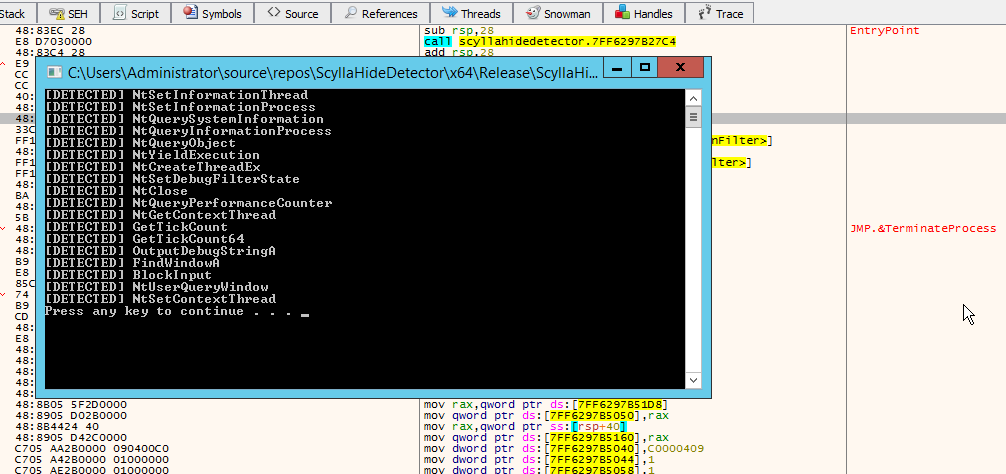 Stack SEH Script Symbols Source References Threads Snowman Handles Trace
48:83EC 28 sub rsp,28 EntryPoint
E8 D7030000 call scyllahidedetector.7FF6297B27C4
48:83C4 28 add rsp,28
E9
C:\Users\Administrator\source\repos\ScyllaHideDetector\x64\Release\ScyllaHi...
CC
CC
40:
48:
48:
33C
FF1 nFilter>]
48:
FF1 lter>]
FF1
48:
BA
48:
5B
48: JMP.&TerminateProcess
48:
B9
E8
85C
74
B9
CD
48:
E8
48:
48:
48:
48:
[DETECTED] NtSetInformationThread
[DETECTED] NtSetInformationProcess
[DETECTED] NtQuerySystemInformation
[DETECTED] NtQueryInformationProcess
[DETECTED] NtQueryObject
[DETECTED] NtYieldExecution
[DETECTED] NtCreateThreadEx
[DETECTED] NtSetDebugFilterState
[DETECTED] NtClose
[DETECTED] NtQueryPerformanceCounter
[DETECTED] NtGetContextThread
[DETECTED] GetTickCount
[DETECTED] GetTickCount64
[DETECTED] OutputDebugStringA
[DETECTED] FindWindowA
[DETECTED] BlockInput
[DETECTED] NtUserQueryWindow
[DETECTED] NtSetContextThread
Press any key to continue . . . _
48:8B05 5F2D0000 mov rax,qword ptr ds:[7FF6297B51D8]
48:8905 D02B0000 mov qword ptr ds:[7FF6297B5050],rax
48:8B4424 40 mov rax,qword ptr ss:[rsp+40]
48:8905 D42C0000 mov qword ptr ds:[7FF6297B5160],rax
C705 AA2B0000 090400C0 mov dword ptr ds:[7FF6297B5040],C0000409
C705 A42B0000 01000000 mov dword ptr ds:[7FF6297B5044],1
C705 AE2B0000 01000000 mov dword ptr ds:[7FF6297B5058],1